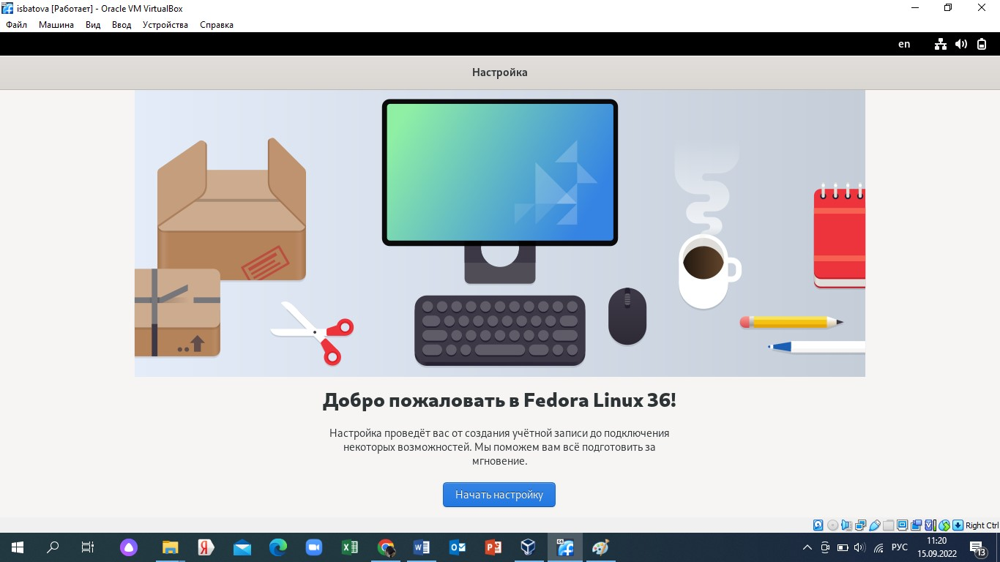 isbatova [Работает] - Oracle VM VirtualBox
Файл Машина Вид Ввод Устройства Справка
en
Настройка
Добро пожаловать в Fedora Linux 36!
Настройка проведёт вас от создания учётной записи до подключения
некоторых возможностей. Мы поможем вам всё подготовить за
мгновение.
Начать настройку
Right Ctrl
РУС
11:20
15.09.2022
13